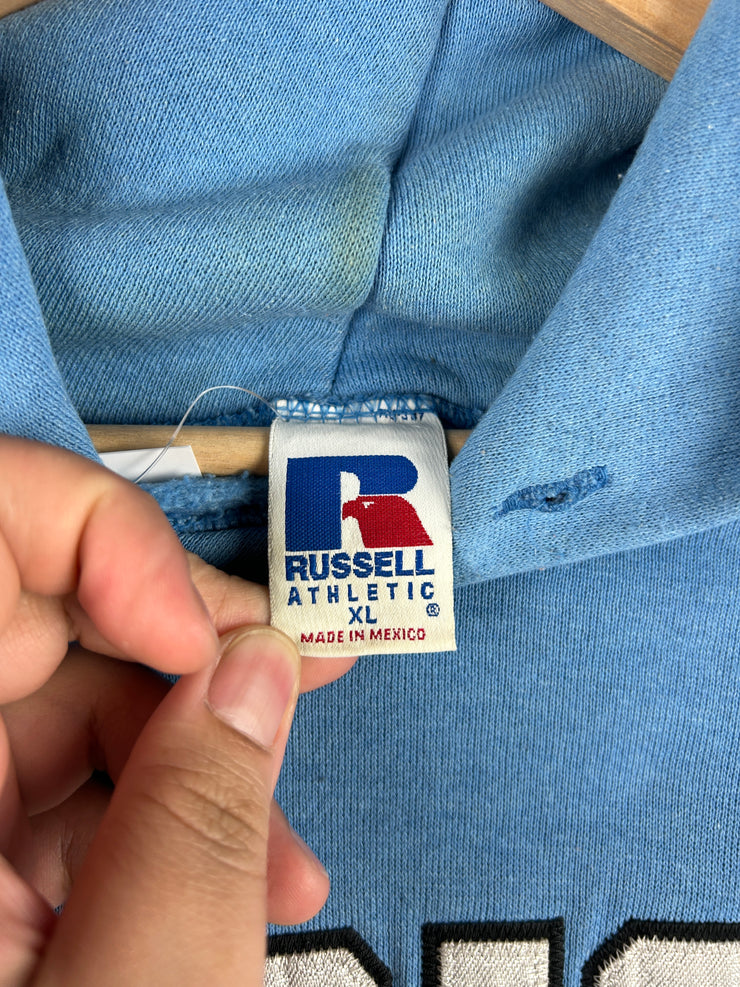 RUSSELL
ATHLETIC
XL ®
MADE IN MEXICO